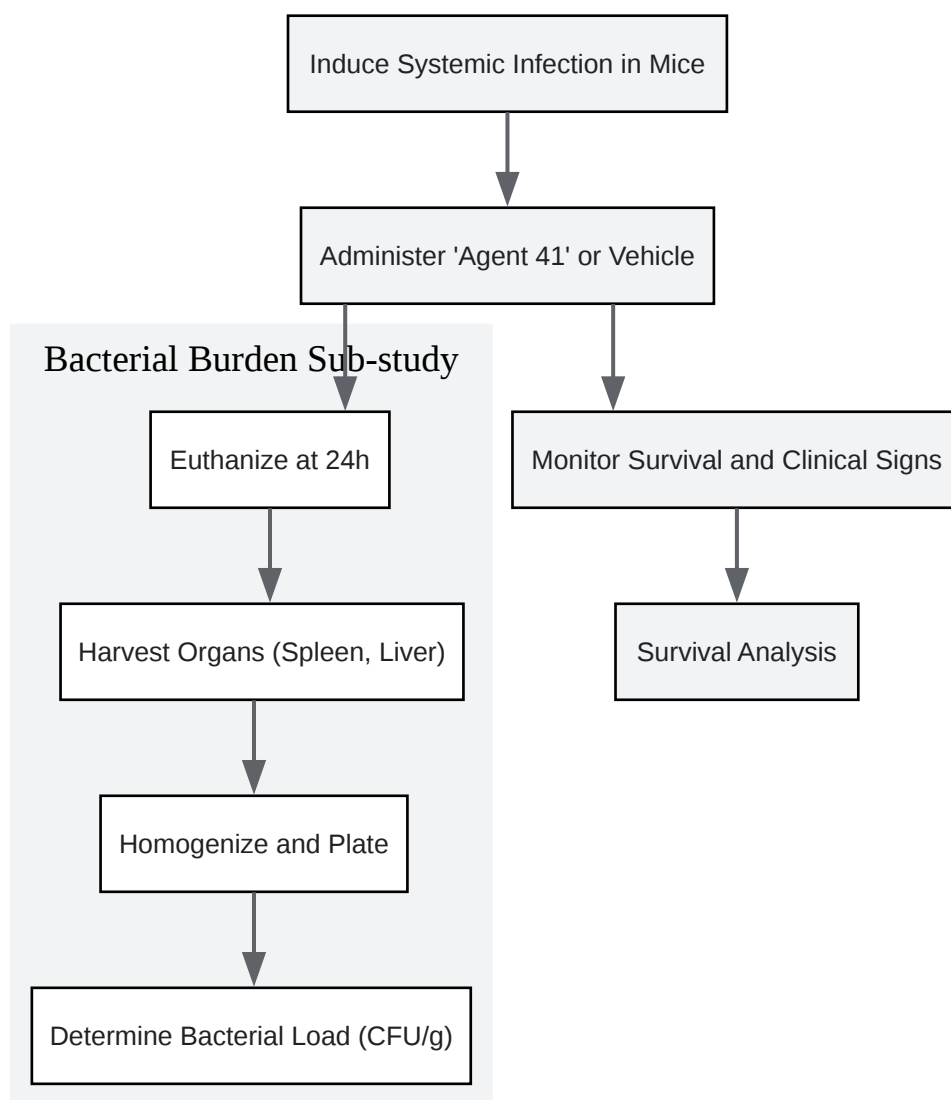 Induce Systemic Infection in Mice
Administer 'Agent 41' or Vehicle
Bacterial Burden Sub-study
Euthanize at 24h
Monitor Survival and Clinical Signs
Harvest Organs (Spleen, Liver)
Survival Analysis
Homogenize and Plate
Determine Bacterial Load (CFU/g)